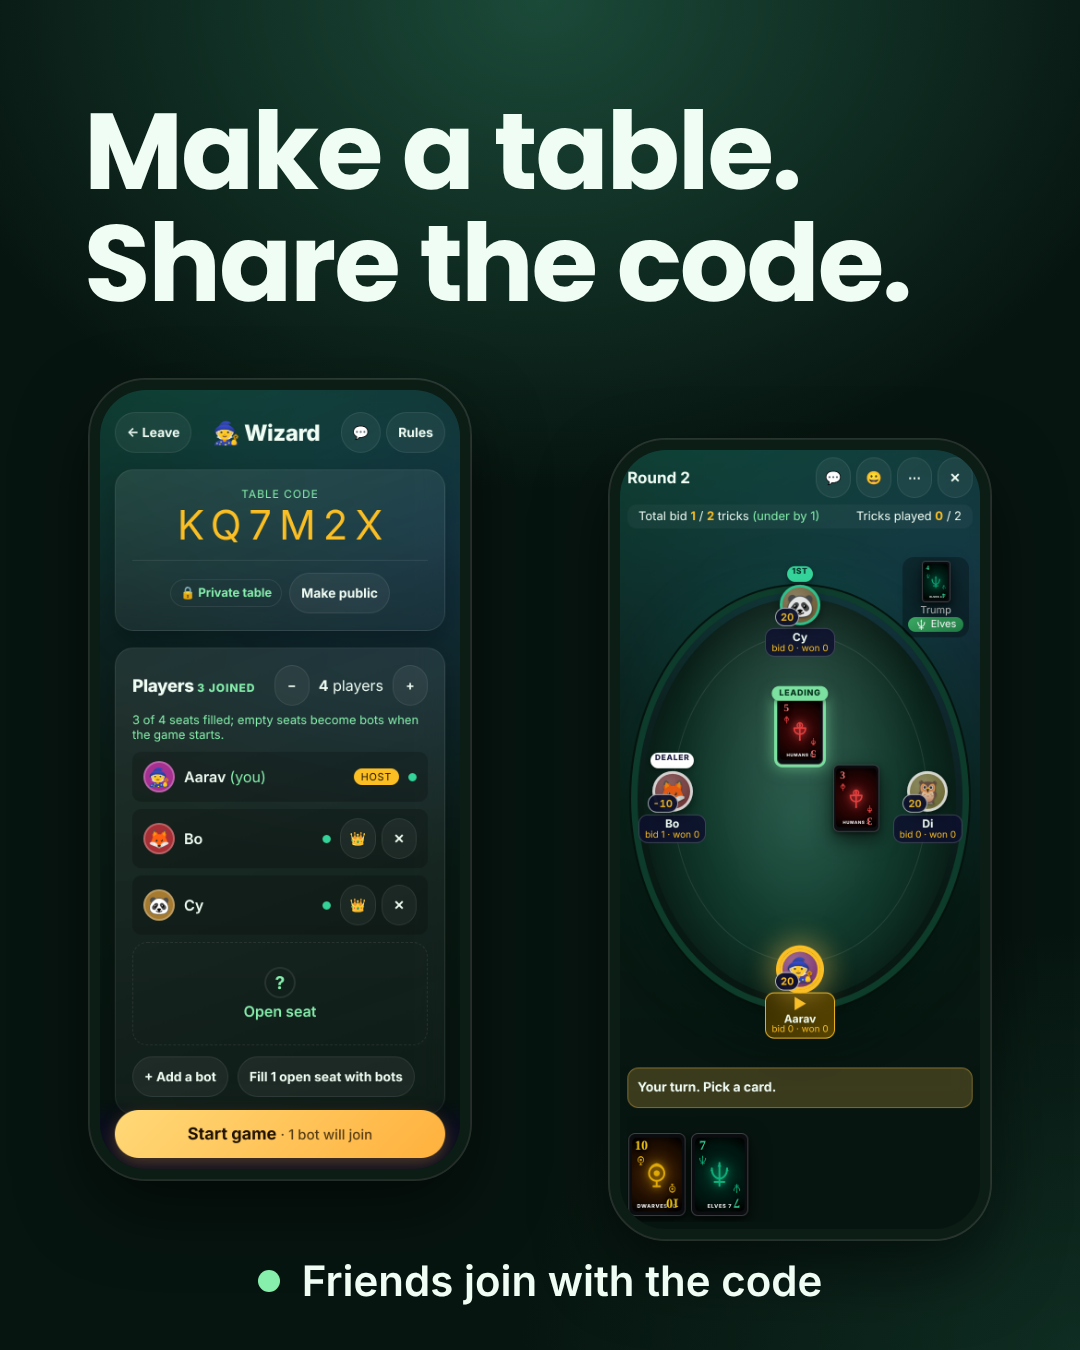 Make a table.
Share the code.
← Leave
Wizard
Rules
TABLE CODE
KQ7M2X
Private table
Make public
Players 3 JOINED
− 4 players +
3 of 4 seats filled; empty seats become bots when
the game starts.
Aarav (you)
HOST
Bo
Cy
?
Open seat
+ Add a bot
Fill 1 open seat with bots
Start game · 1 bot will join
Round 2
Total bid 1 / 2 tricks (under by 1)
Tricks played 0 / 2
1ST
20
Cy
bid 0 · won 0
4
Trump
Elves
LEADING
5
HUMANS
DEALER
-10
Bo
bid 1 · won 0
3
HUMANS
3
20
Di
bid 0 · won 0
20
Aarav
bid 0 · won 0
Your turn. Pick a card.
10
DWARVES
10
7
ELVES 7
7
Friends join with the code